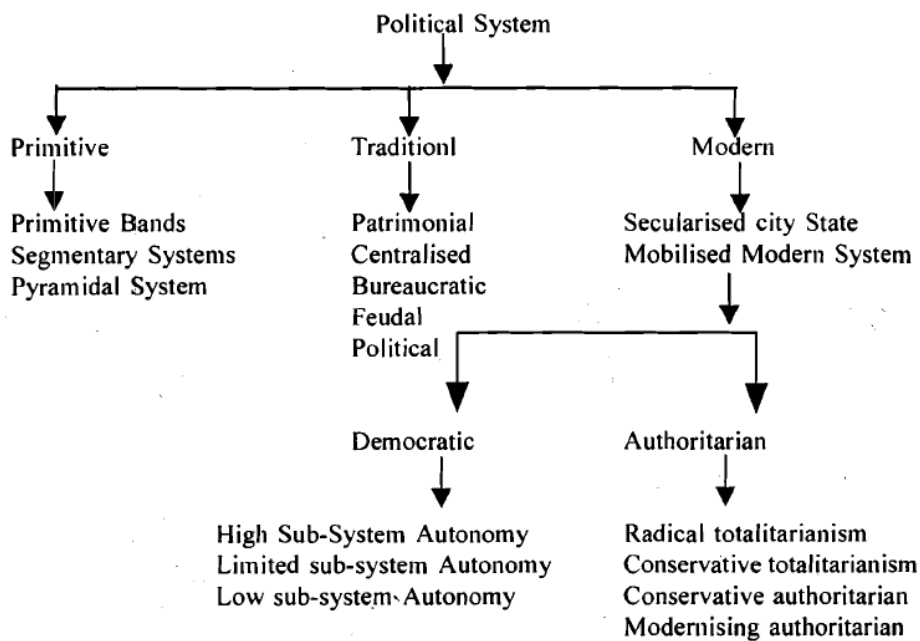 Political System
Primitive
Traditionl
Modern
Primitive Bands
Segmentary Systems
Pyramidal System
Patrimonial
Centralised
Bureaucratic
Feudal
Political
Secularised city State
Mobilised Modern System
Democratic
Authoritarian
High Sub-System Autonomy
Limited sub-system Autonomy
Low sub-system Autonomy
Radical totalitarianism
Conservative totalitarianism
Conservative authoritarian
Modernising authoritarian